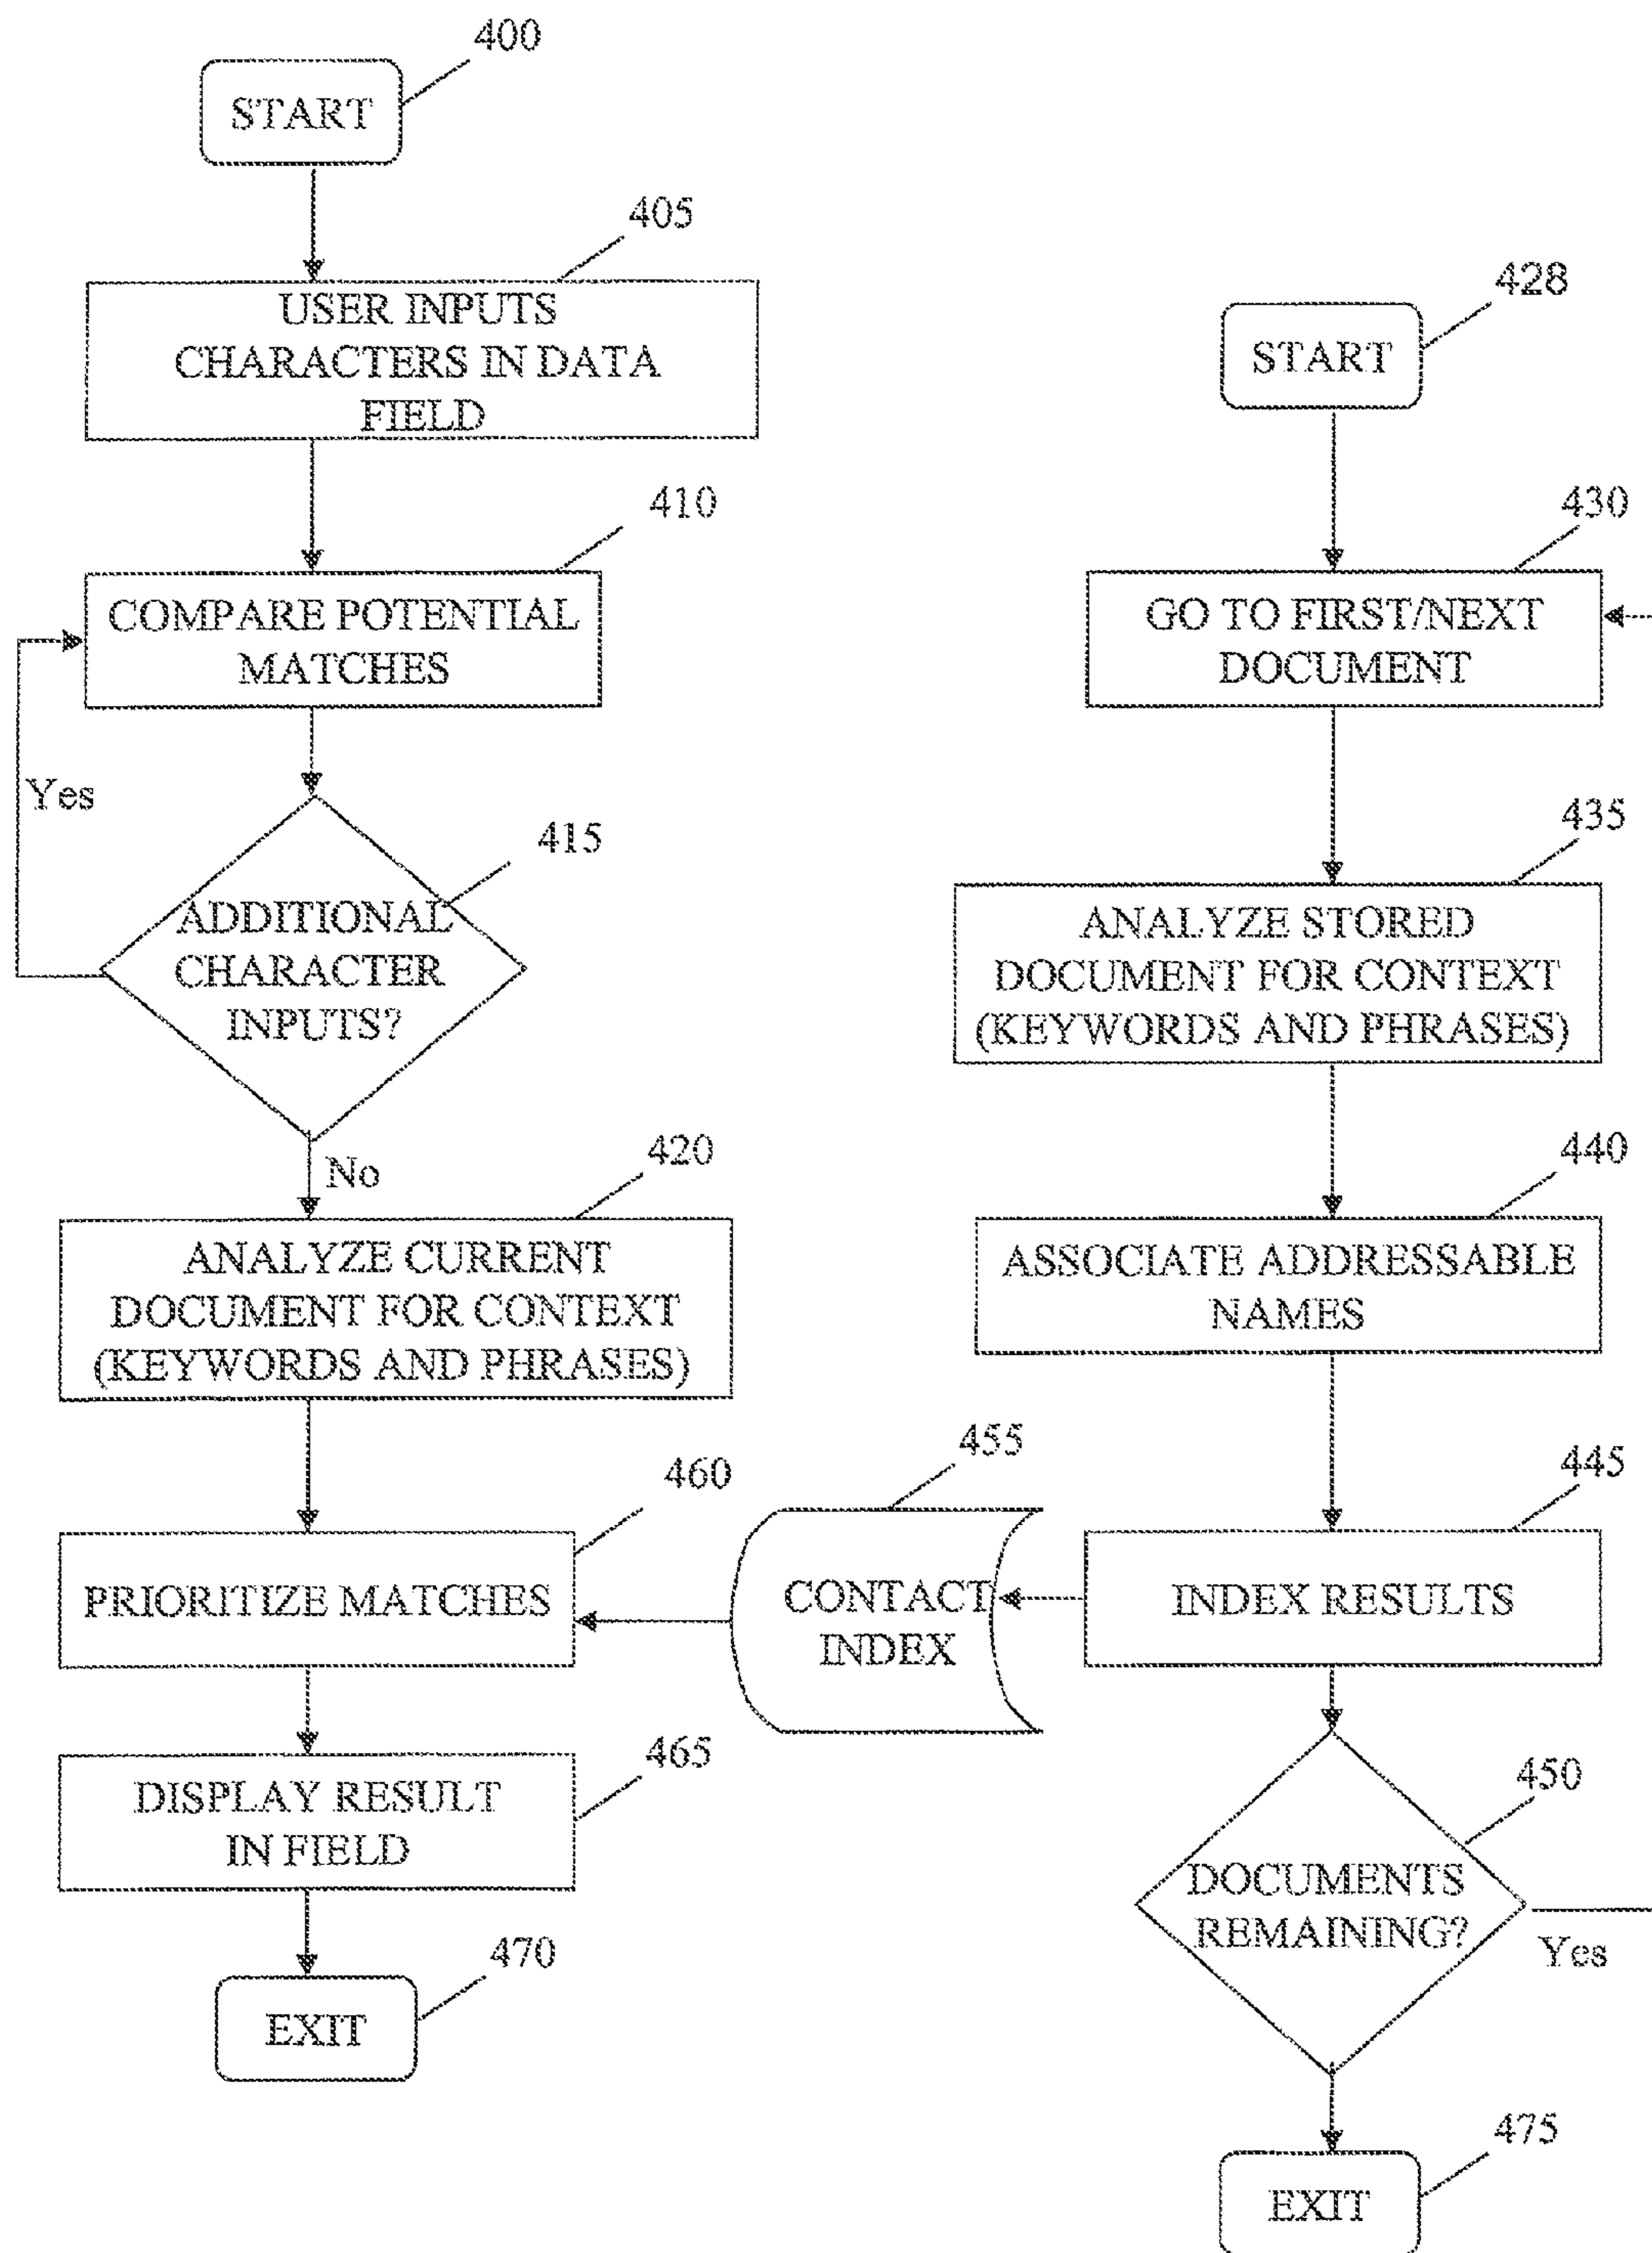 400
START
405
USER INPUTS
CHARACTERS IN DATA
FIELD
410
COMPARE POTENTIAL
MATCHES
Yes
415
ADDITIONAL
CHARACTER
INPUTS?
No
420
ANALYZE CURRENT
DOCUMENT FOR CONTEXT
(KEYWORDS AND PHRASES)
460
PRIORITIZE MATCHES
465
DISPLAY RESULT
IN FIELD
470
EXIT
428
START
430
GO TO FIRST/NEXT
DOCUMENT
435
ANALYZE STORED
DOCUMENT FOR CONTEXT
(KEYWORDS AND PHRASES)
440
ASSOCIATE ADDRESSABLE
NAMES
445
INDEX RESULTS
455
CONTACT
INDEX
450
DOCUMENTS
REMAINING?
Yes
475
EXIT